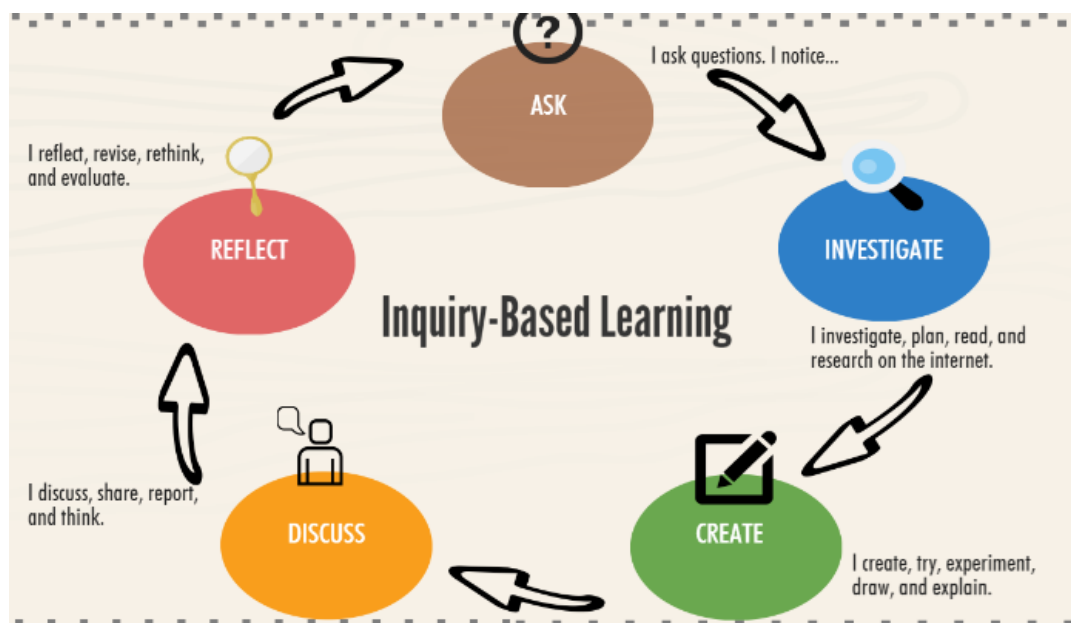 ?
ASK
I ask questions. I notice...
I reflect, revise, rethink,
and evaluate.
REFLECT
INVESTIGATE
Inquiry-Based Learning
I investigate, plan, read, and
research on the internet.
I discuss, share, report,
and think.
DISCUSS
CREATE
I create, try, experiment,
draw, and explain.